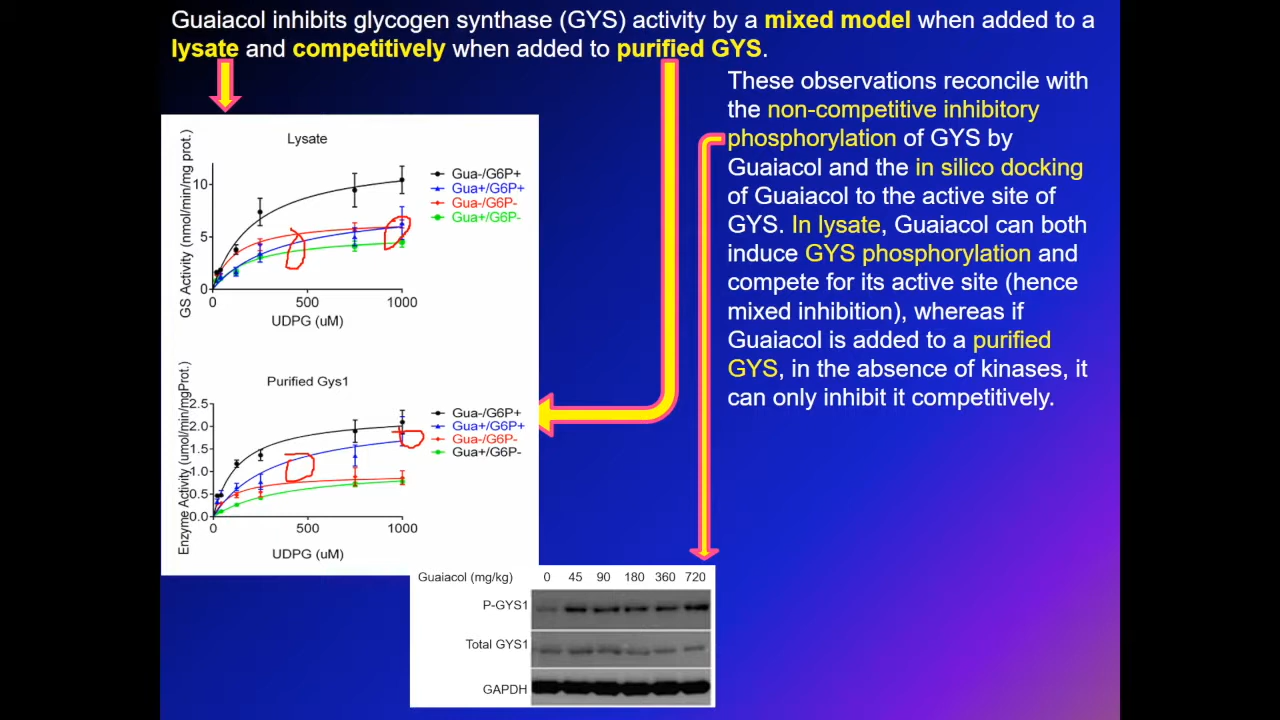 Guaiacol inhibits glycogen synthase (GYS) activity by a mixed model when added to a
lysate and competitively when added to purified GYS.
These observations reconcile with
the non-competitive inhibitory
phosphorylation of GYS by
Guaiacol and the in silico docking
of Guaiacol to the active site of
GYS. In lysate, Guaiacol can both
induce GYS phosphorylation and
compete for its active site (hence
mixed inhibition), whereas if
Guaiacol is added to a purified
GYS, in the absence of kinases, it
can only inhibit it competitively.
Lysate
GS Activity (nmol/min/mg prot.)
10
5
0
0 500 1000
UDPG (uM)
Gua-/G6P+
Gua+/G6P+
Gua-/G6P-
Gua+/G6P-
Purified Gys1
Enzyme Activity (umol/min/mgProt.)
2.5
2.0
1.5
1.0
0.5
0.0
0 500 1000
UDPG (uM)
Gua-/G6P+
Gua+/G6P+
Gua-/G6P-
Gua+/G6P-
Guaiacol (mg/kg) 0 45 90 180 360 720
P-GYS1
Total GYS1
GAPDH